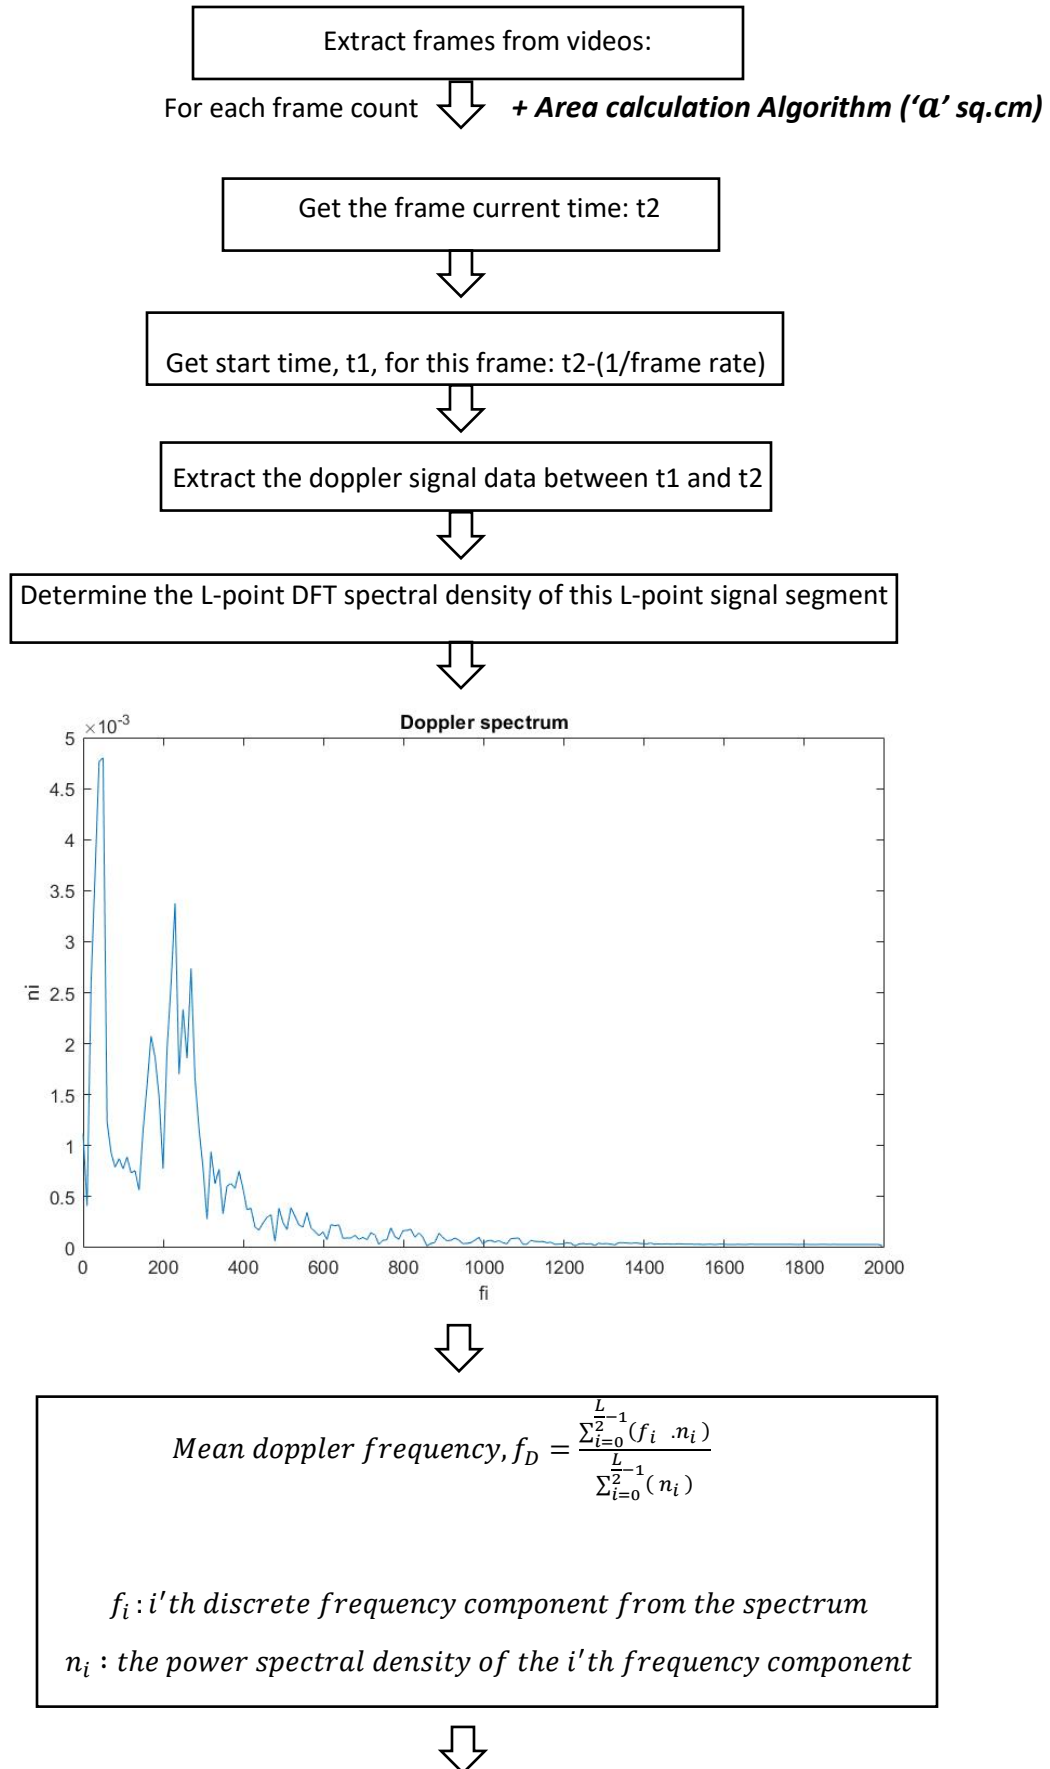 Extract frames from videos:
For each frame count + Area calculation Algorithm (‘a’ sq.cm)
Get the frame current time: t2
Get start time, t1, for this frame: t2-(1/frame rate)
Extract the doppler signal data between t1 and t2
Determine the L-point DFT spectral density of this L-point signal segment
×10⁻³ Doppler spectrum
5
4.5
4
3.5
3
ni 2.5
2
1.5
1
0.5
0
0 200 400 600 800 1000 1200 1400 1600 1800 2000
fi
Mean doppler frequency, f_D = \frac{\sum_{i=0}^{\frac{L}{2}-1}(f_i .n_i)}{\sum_{i=0}^{\frac{L}{2}-1}(n_i)}
f_i : i'th discrete frequency component from the spectrum
n_i : the power spectral density of the i'th frequency component